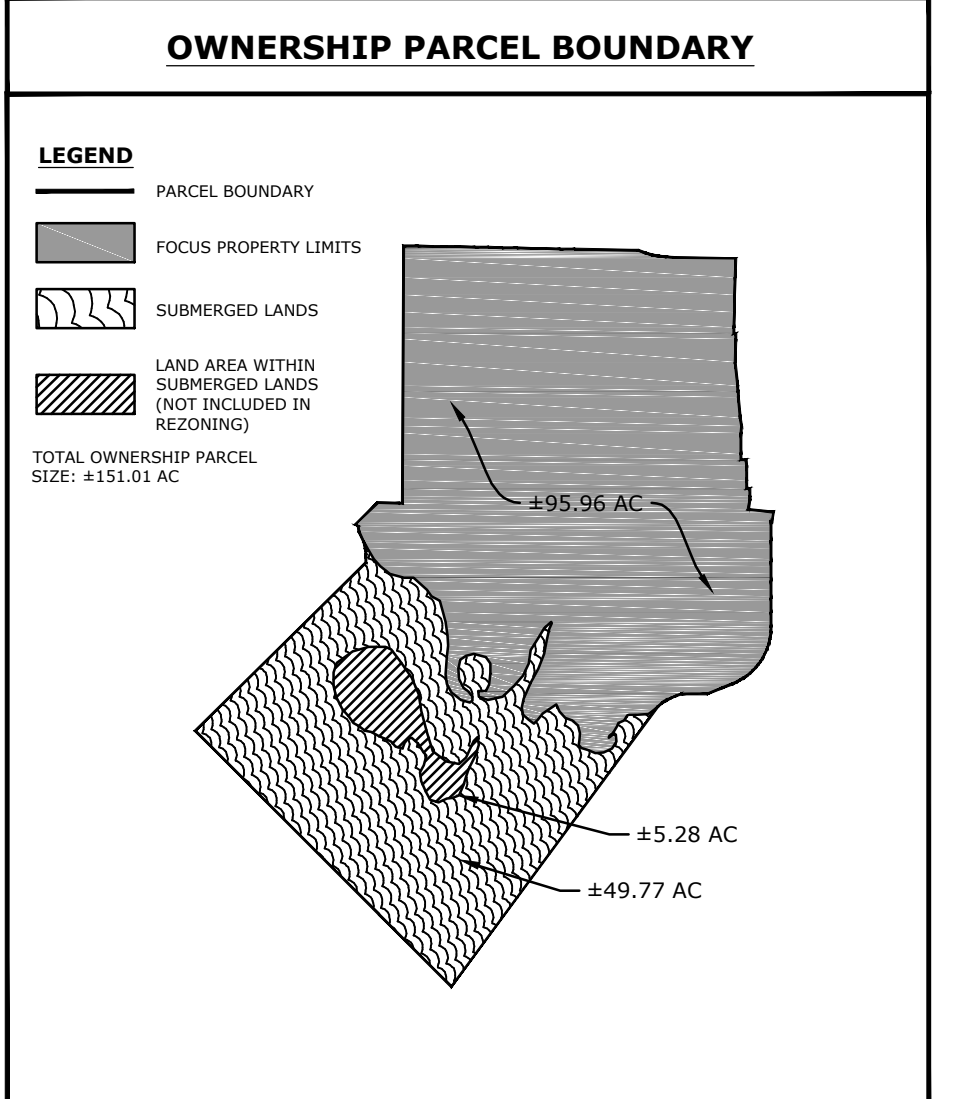 OWNERSHIP PARCEL BOUNDARY
LEGEND
PARCEL BOUNDARY
FOCUS PROPERTY LIMITS
SUBMERGED LANDS
LAND AREA WITHIN
SUBMERGED LANDS
(NOT INCLUDED IN
REZONING)
TOTAL OWNERSHIP PARCEL
SIZE: ±151.01 AC
±95.96 AC
±5.28 AC
±49.77 AC